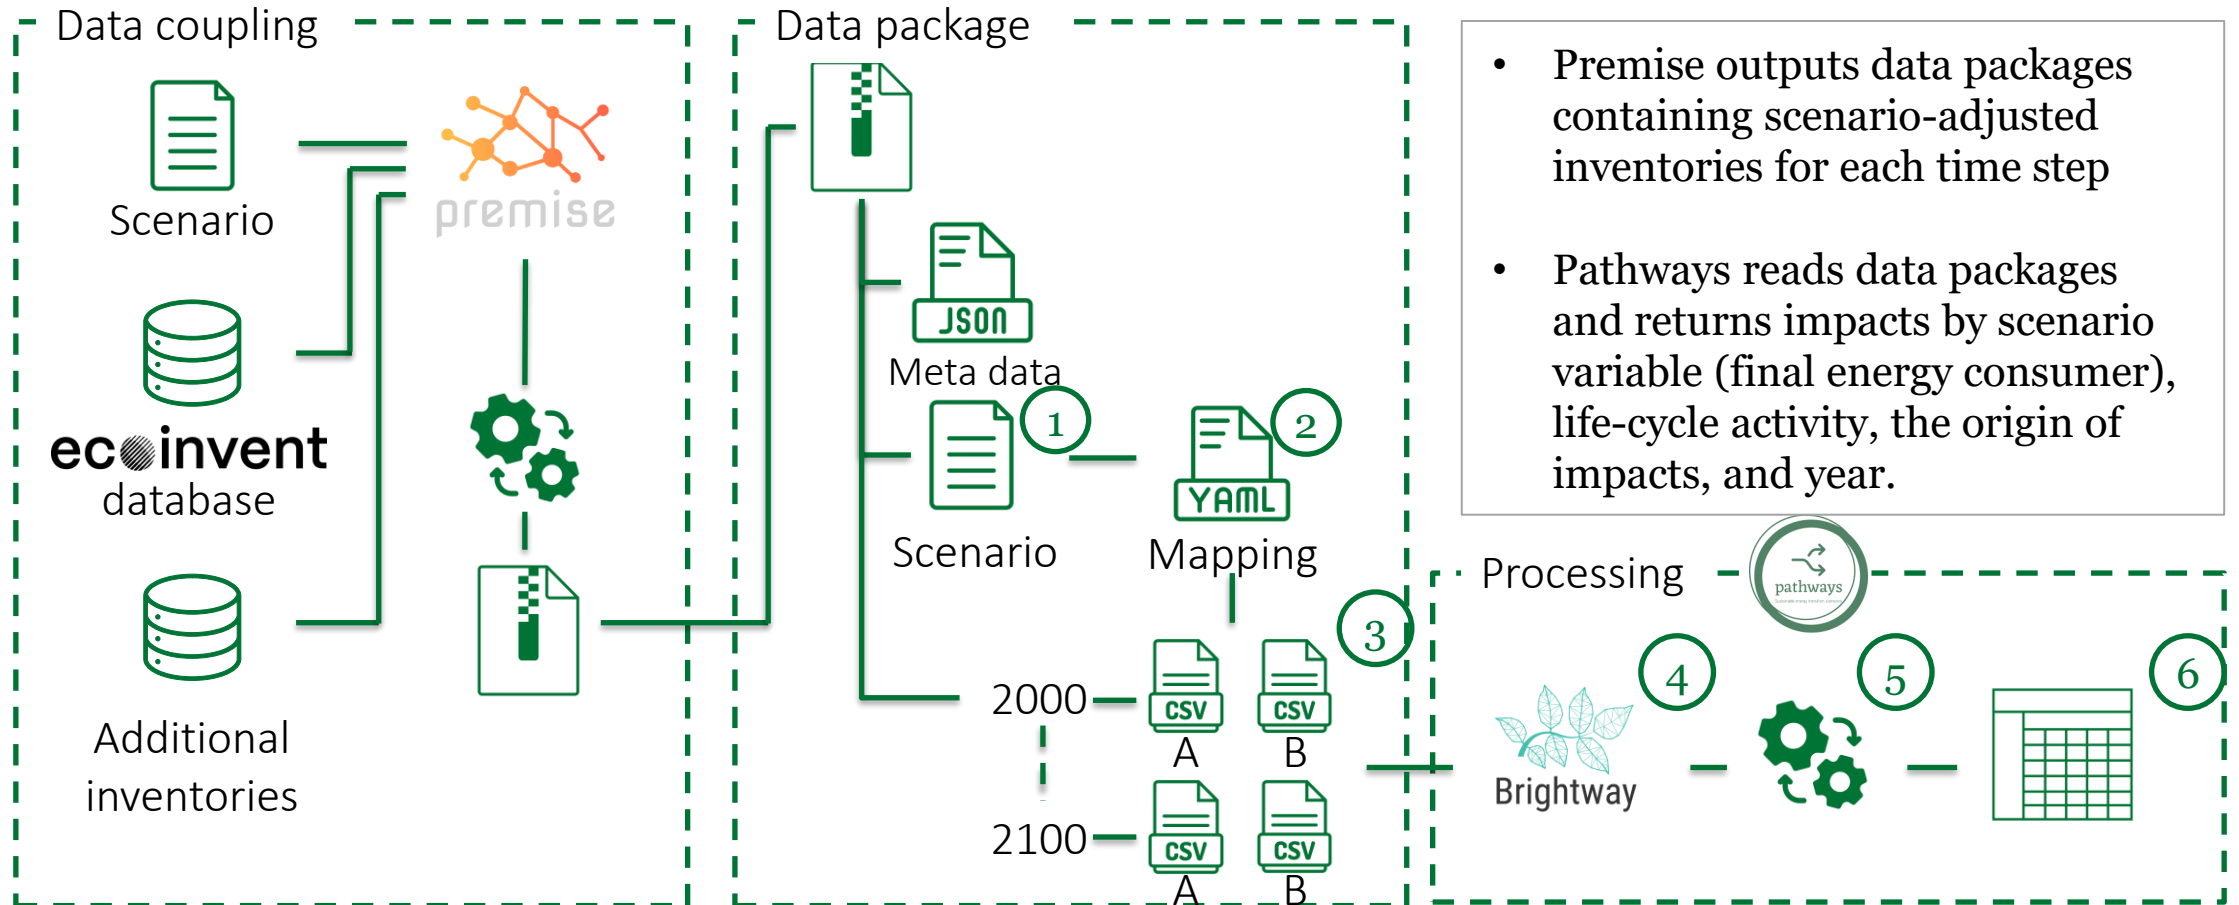 Data coupling
Scenario
premise
ecoinvent
database
Additional
inventories
Data package
JSON
Meta data
1
2
Scenario
YAML
Mapping
3
2000
CSV
CSV
A
B
2100
CSV
CSV
A
B
• Premise outputs data packages
containing scenario-adjusted
inventories for each time step
• Pathways reads data packages
and returns impacts by scenario
variable (final energy consumer),
life-cycle activity, the origin of
impacts, and year.
Processing
pathways
4
5
6
Brightway